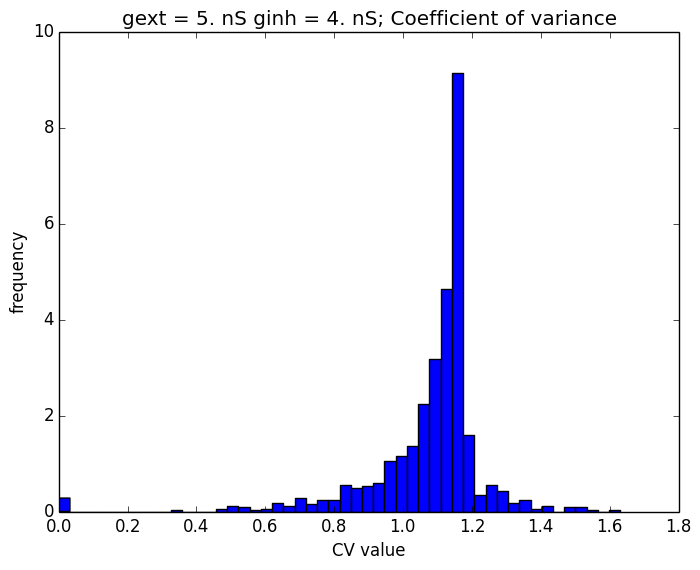 gext = 5. nS ginh = 4. nS; Coefficient of variance
10
8
6
4
2
0
frequency
0.0 0.2 0.4 0.6 0.8 1.0 1.2 1.4 1.6 1.8
CV value